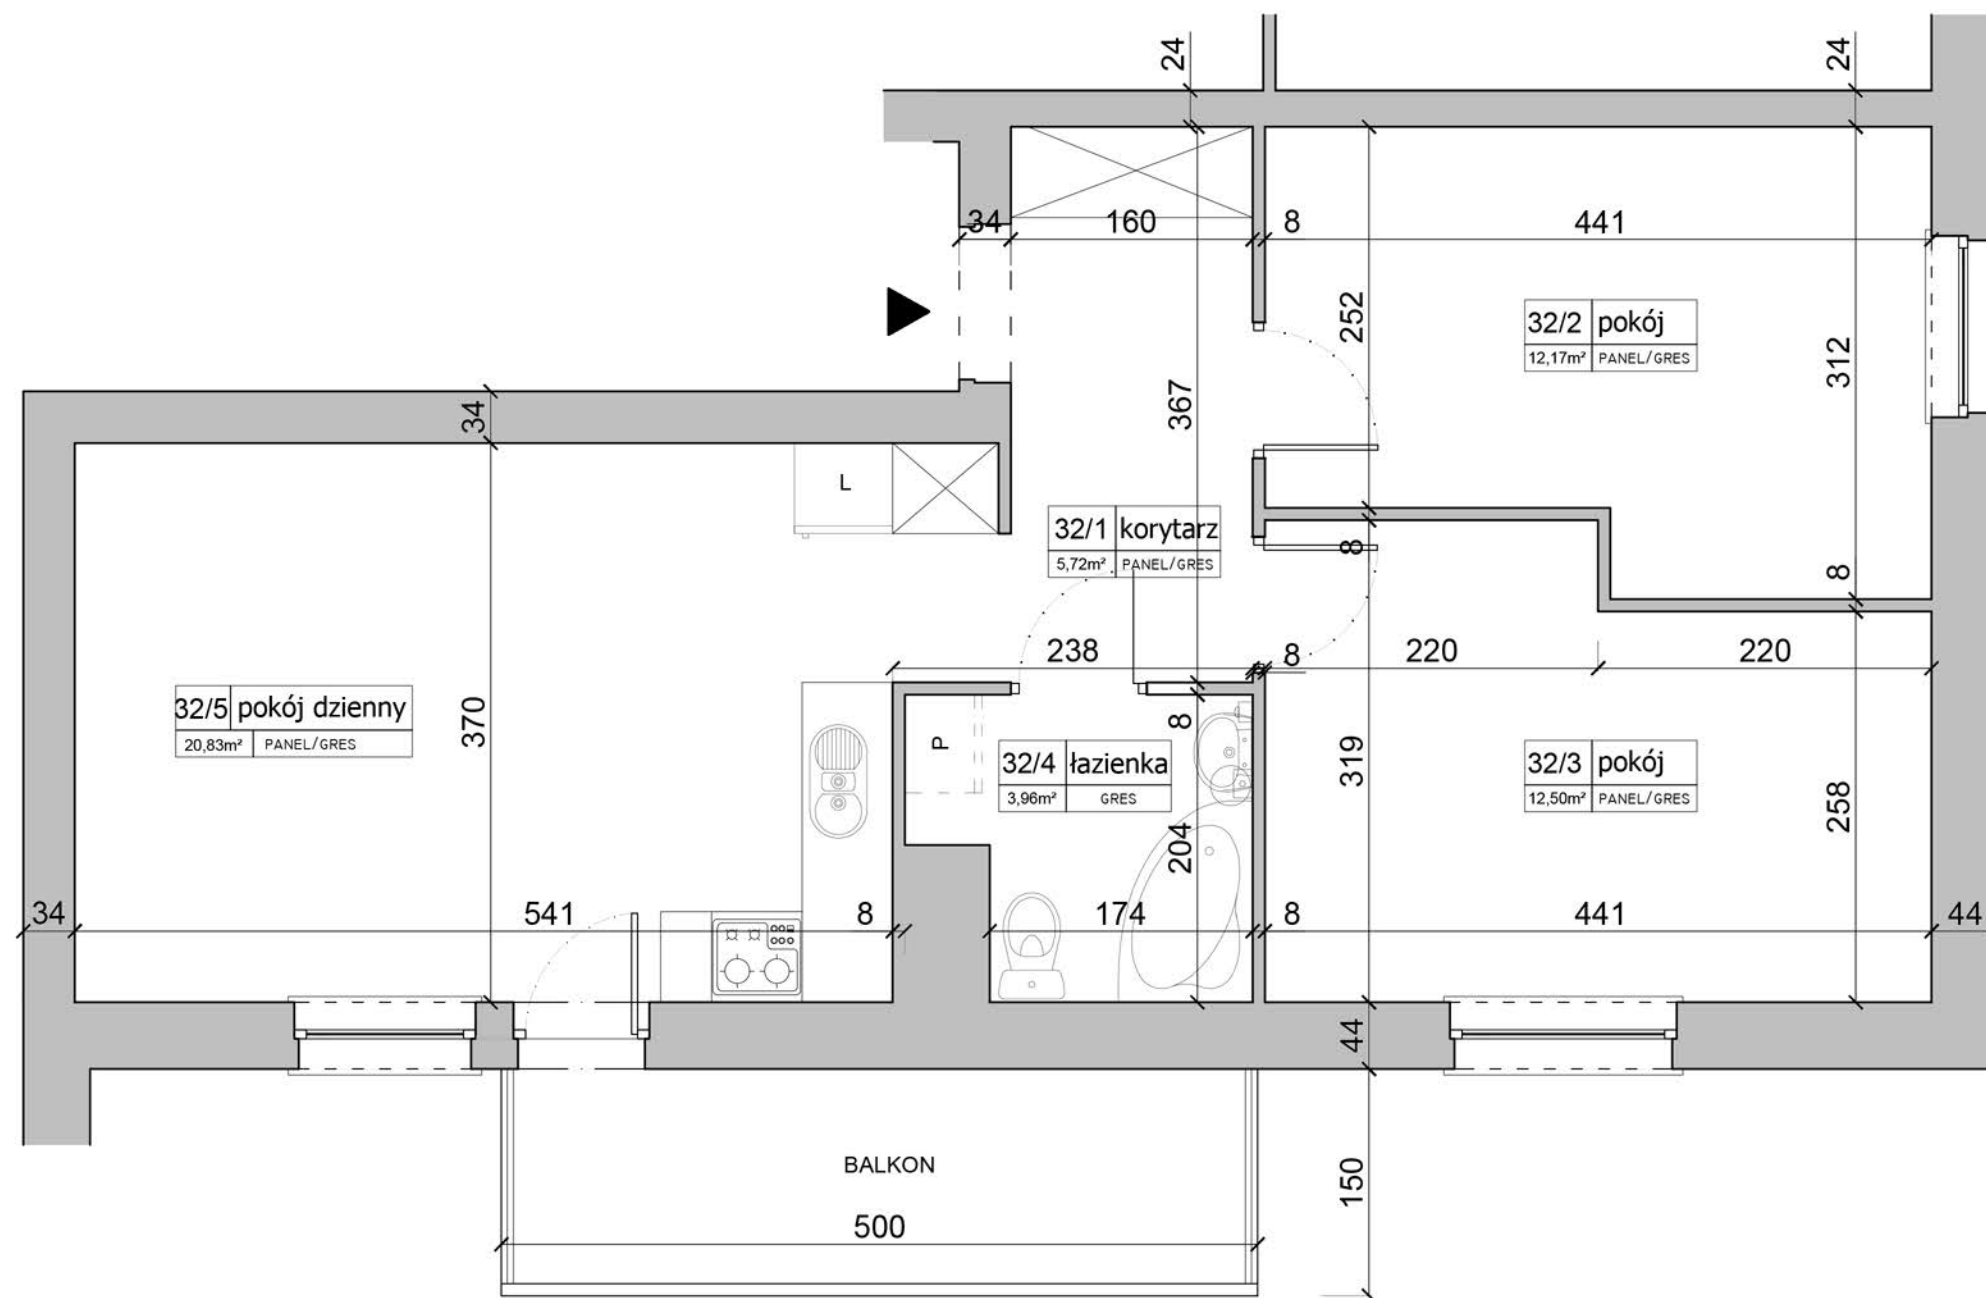 24
24
34
160
8
441
252
32/2 pokój
12,17m² PANEL/GRES
312
367
34
L
32/1 korytarz
5,72m² PANEL/GRES
8
8
238
8
220
220
32/5 pokój dzienny
20,83m² PANEL/GRES
370
P
8
32/4 łazienka
3,96m² GRES
319
32/3 pokój
12,50m² PANEL/GRES
258
204
34
541
8
174
8
441
44
44
BALKON
150
500